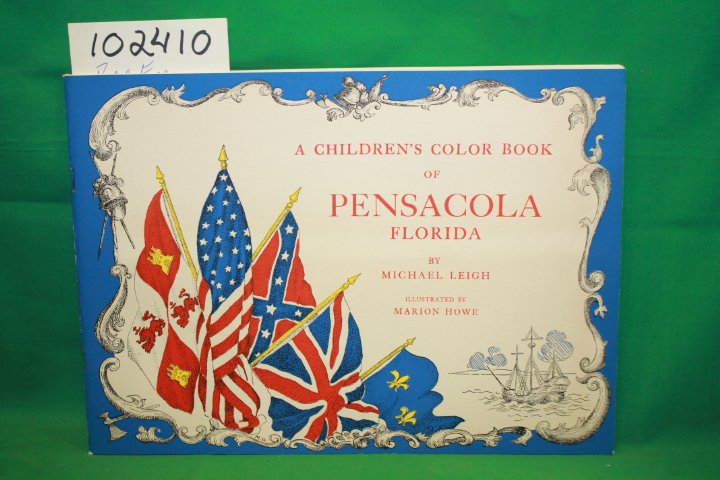 102410
A CHILDREN'S COLOR BOOK
OF
PENSACOLA
FLORIDA
BY
MICHAEL LEIGH
ILLUSTRATED BY
MARION HOWE